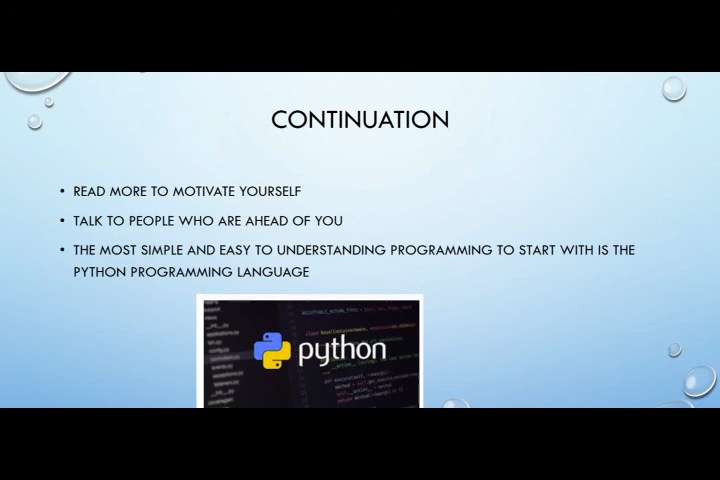 CONTINUATION
• READ MORE TO MOTIVATE YOURSELF
• TALK TO PEOPLE WHO ARE AHEAD OF YOU
• THE MOST SIMPLE AND EASY TO UNDERSTANDING PROGRAMMING TO START WITH IS THE
PYTHON PROGRAMMING LANGUAGE
python